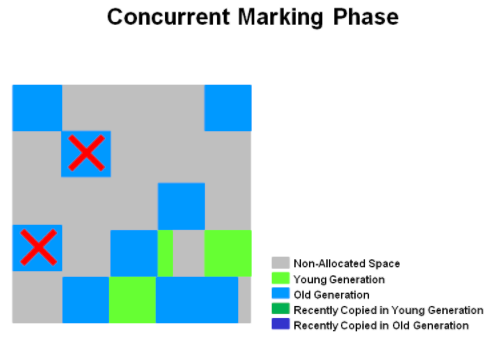 Concurrent Marking Phase
Non-Allocated Space
Young Generation
Old Generation
Recently Copied in Young Generation
Recently Copied in Old Generation